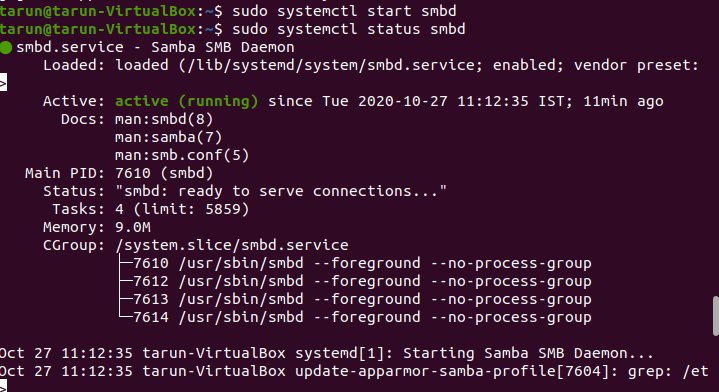 tarun@tarun-VirtualBox:~$ sudo systemctl start smbd
tarun@tarun-VirtualBox:~$ sudo systemctl status smbd
● smbd.service - Samba SMB Daemon
     Loaded: loaded (/lib/systemd/system/smbd.service; enabled; vendor preset:
>
     Active: active (running) since Tue 2020-10-27 11:12:35 IST; 11min ago
       Docs: man:smbd(8)
             man:samba(7)
             man:smb.conf(5)
   Main PID: 7610 (smbd)
     Status: "smbd: ready to serve connections..."
      Tasks: 4 (limit: 5859)
     Memory: 9.0M
     CGroup: /system.slice/smbd.service
             ├─7610 /usr/sbin/smbd --foreground --no-process-group
             ├─7612 /usr/sbin/smbd --foreground --no-process-group
             ├─7613 /usr/sbin/smbd --foreground --no-process-group
             └─7614 /usr/sbin/smbd --foreground --no-process-group
Oct 27 11:12:35 tarun-VirtualBox systemd[1]: Starting Samba SMB Daemon...
Oct 27 11:12:35 tarun-VirtualBox update-apparmor-samba-profile[7604]: grep: /et
>